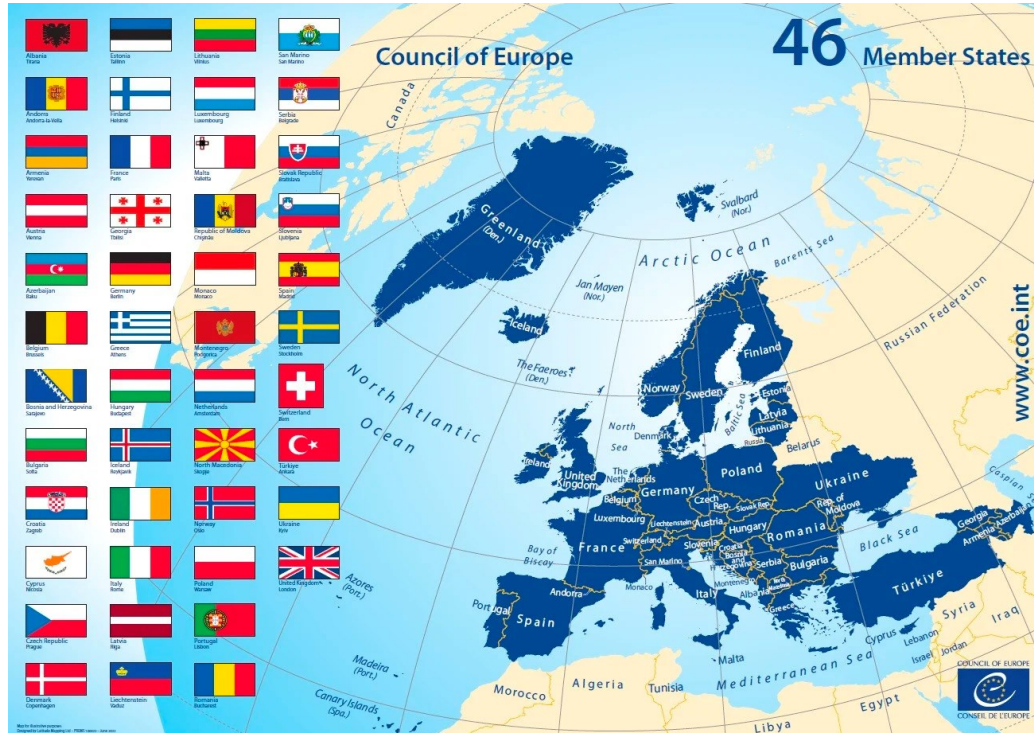 Council of Europe
46 Member States
Albania
Tirana
Andorra
Andorra-la-Vella
Armenia
Yerevan
Austria
Vienna
Azerbaijan
Baku
Belgium
Brussels
Bosnia and Herzegovina
Sarajevo
Bulgaria
Sofia
Croatia
Zagreb
Cyprus
Nicosia
Czech Republic
Prague
Denmark
Copenhagen
Estonia
Tallinn
Finland
Helsinki
France
Paris
Georgia
Tbilisi
Germany
Berlin
Greece
Athens
Hungary
Budapest
Iceland
Reykjavik
Ireland
Dublin
Italy
Rome
Latvia
Riga
Liechtenstein
Vaduz
Lithuania
Vilnius
Luxembourg
Luxembourg
Malta
Valletta
Republic of Moldova
Chişinău
Monaco
Monaco
Montenegro
Podgorica
Netherlands
Amsterdam
North Macedonia
Skopje
Norway
Oslo
Poland
Warsaw
Portugal
Lisbon
Romania
Bucharest
San Marino
San Marino
Serbia
Belgrade
Slovak Republic
Bratislava
Slovenia
Ljubljana
Spain
Madrid
Sweden
Stockholm
Switzerland
Bern
Türkiye
Ankara
Ukraine
Kyiv
United Kingdom
London
Canada
Greenland
(Den.)
Svalbard
(Nor.)
Arctic Ocean
Barents Sea
Jan Mayen
(Nor.)
Russian Federation
www.coe.int
Iceland
The Faeroes
(Den.)
North Atlantic
Ocean
Norway
Sweden
Finland
Estonia
Baltic Sea
Latvia
Lithuania
Russia
Belarus
North
Sea
Denmark
Ireland
United
Kingdom
The
Netherlands
Belgium
Germany
Poland
Ukraine
Luxembourg
Czech
Rep.
Slovak Rep.
Rep. of
Moldova
Liechtenstein
Austria
Hungary
Romania
France
Switzerland
Slovenia
Croatia
Bosnia
and
Herzegovina
Serbia
Bulgaria
Bay of
Biscay
San Marino
Monaco
Montenegro
Italy
Albania
North
Macedonia
Greece
Andorra
Portugal
Spain
Black Sea
Caspian
Georgia
Armenia
Azerbaijan
Türkiye
Azores
(Port.)
Madeira
(Port.)
Canary Islands
(Spa.)
Malta
Mediterranean Sea
Cyprus
Lebanon
Syria
Iraq
Israel
Jordan
Morocco
Algeria
Tunisia
Libya
Egypt
COUNCIL OF EUROPE
CONSEIL DE L'EUROPE